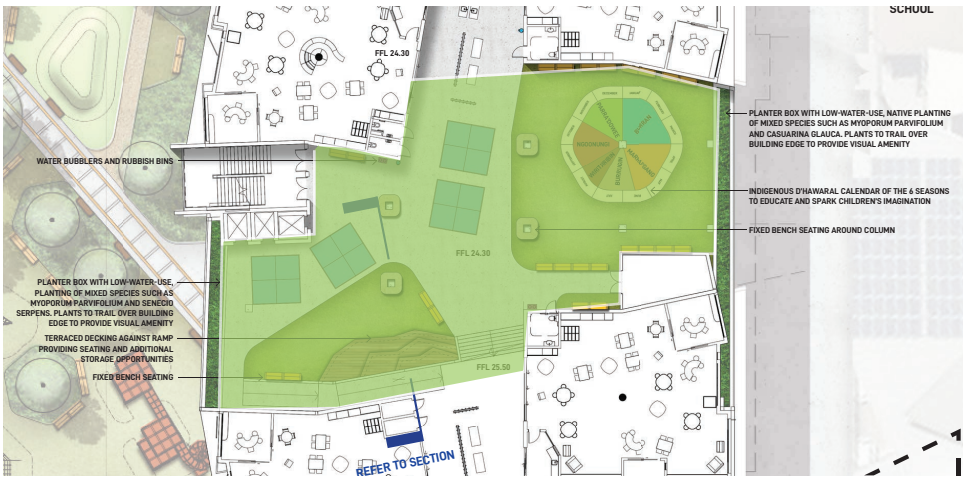 SCHOOL
FFL 24.30
PLANTER BOX WITH LOW-WATER-USE, NATIVE PLANTING
OF MIXED SPECIES SUCH AS MYOPORUM PARVIFOLIUM
AND CASUARINA GLAUCA. PLANTS TO TRAIL OVER
BUILDING EDGE TO PROVIDE VISUAL AMENITY
WATER BUBBLERS AND RUBBISH BINS
INDIGENOUS D'HAWARAL CALENDAR OF THE 6 SEASONS
TO EDUCATE AND SPARK CHILDREN'S IMAGINATION
FIXED BENCH SEATING AROUND COLUMN
FFL 24.30
PLANTER BOX WITH LOW-WATER-USE,
PLANTING OF MIXED SPECIES SUCH AS
MYOPORUM PARVIFOLIUM AND SENECIO
SERPENS. PLANTS TO TRAIL OVER BUILDING
EDGE TO PROVIDE VISUAL AMENITY
TERRACED DECKING AGAINST RAMP
PROVIDING SEATING AND ADDITIONAL
STORAGE OPPORTUNITIES
FFL 25.50
FIXED BENCH SEATING
REFER TO SECTION